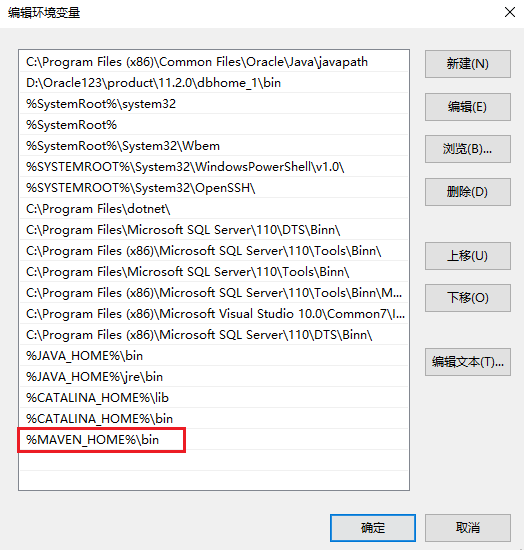 编辑环境变量
C:\Program Files (x86)\Common Files\Oracle\Java\javapath
D:\Oracle123\product\11.2.0\dbhome_1\bin
%SystemRoot%\system32
%SystemRoot%
%SystemRoot%\System32\Wbem
%SYSTEMROOT%\System32\WindowsPowerShell\v1.0\
%SYSTEMROOT%\System32\OpenSSH\
C:\Program Files\dotnet\
C:\Program Files\Microsoft SQL Server\110\DTS\Binn\
C:\Program Files (x86)\Microsoft SQL Server\110\Tools\Binn\
C:\Program Files\Microsoft SQL Server\110\Tools\Binn\
C:\Program Files (x86)\Microsoft SQL Server\110\Tools\Binn\M...
C:\Program Files (x86)\Microsoft Visual Studio 10.0\Common7\I...
C:\Program Files (x86)\Microsoft SQL Server\110\DTS\Binn\
%JAVA_HOME%\bin
%JAVA_HOME%\jre\bin
%CATALINA_HOME%\lib
%CATALINA_HOME%\bin
%MAVEN_HOME%\bin
新建(N)
编辑(E)
浏览(B)...
删除(D)
上移(U)
下移(O)
编辑文本(T)...
确定
取消